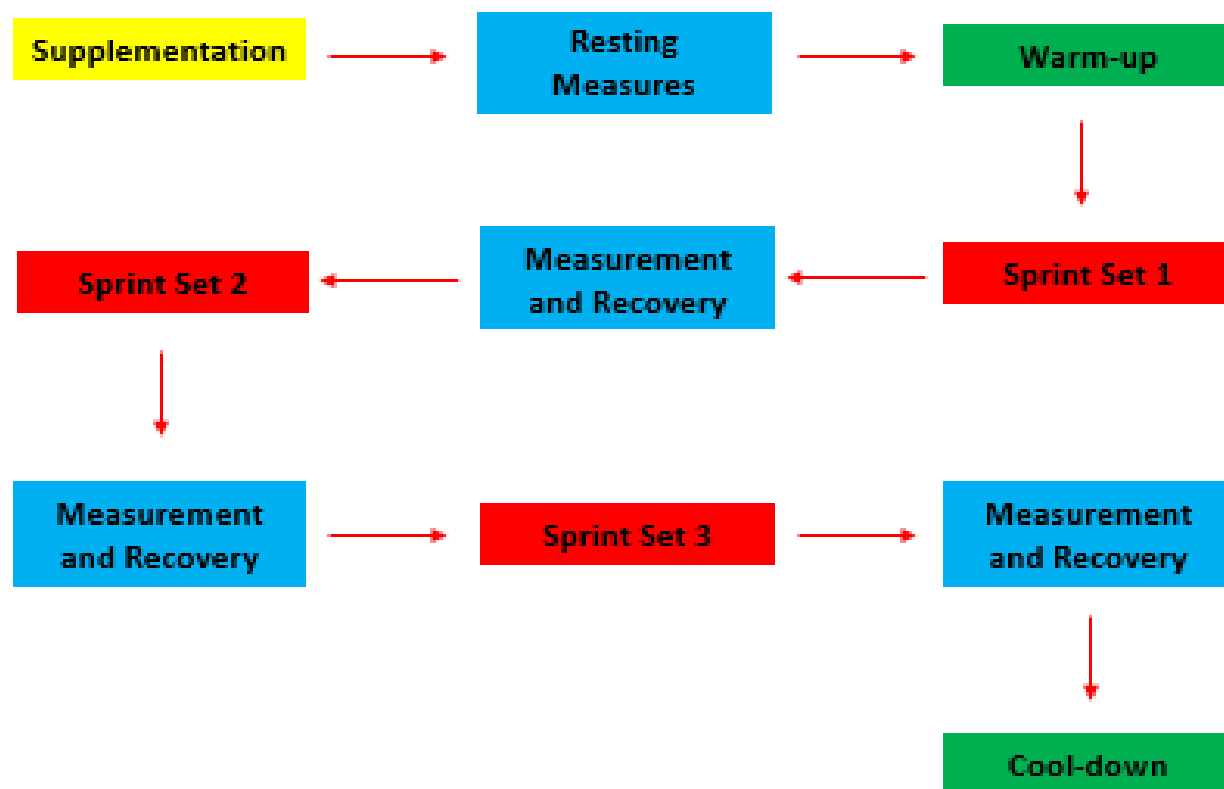 Supplementation
Resting
Measures
Warm-up
Sprint Set 1
Measurement
and Recovery
Sprint Set 2
Measurement
and Recovery
Sprint Set 3
Measurement
and Recovery
Cool-down